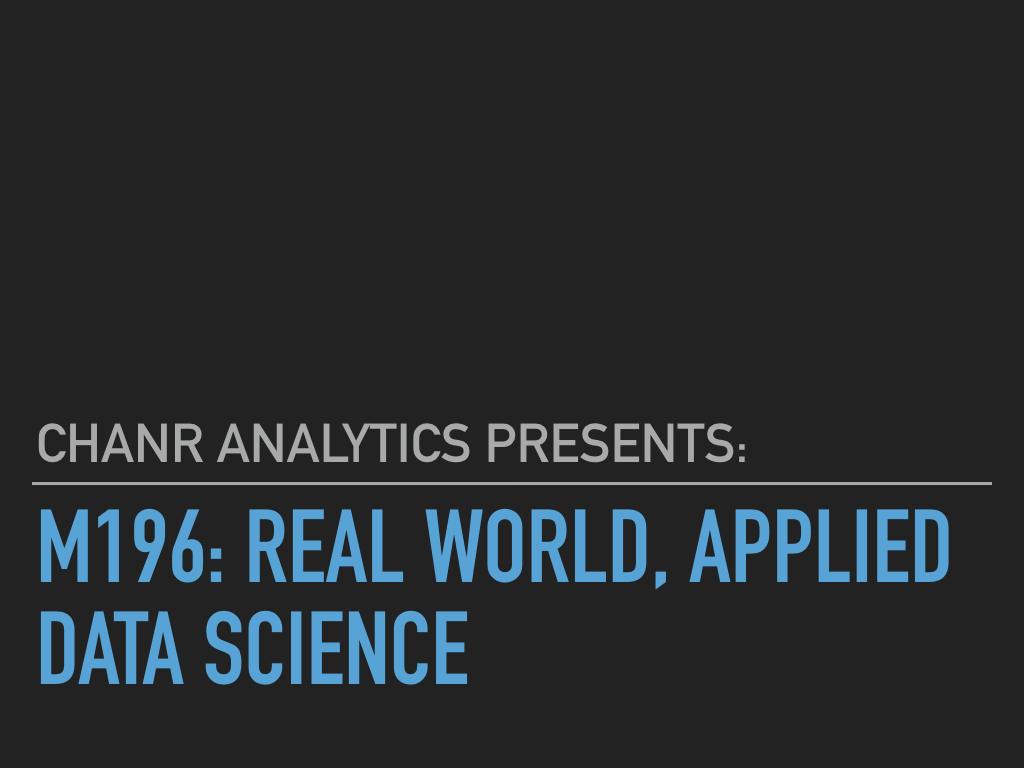 CHANR ANALYTICS PRESENTS:
M196: REAL WORLD, APPLIED
DATA SCIENCE